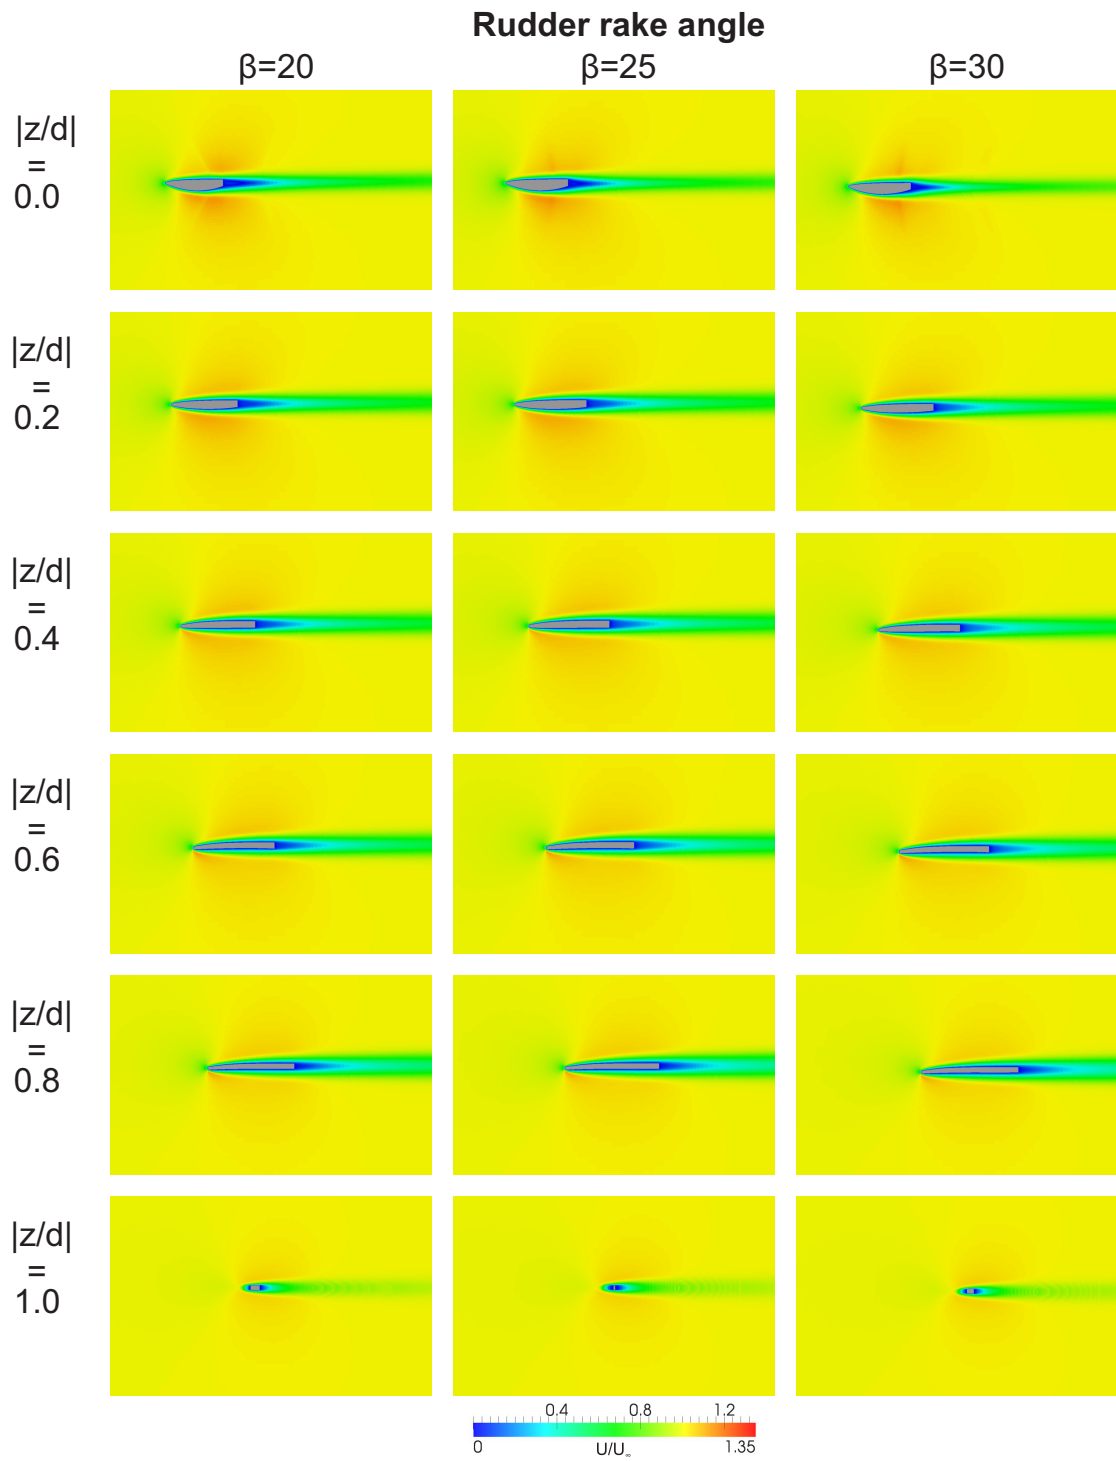 Rudder rake angle
β=20 β=25 β=30
|z/d|
=
0.0
|z/d|
=
0.2
|z/d|
=
0.4
|z/d|
=
0.6
|z/d|
=
0.8
|z/d|
=
1.0
0.4 0.8 1.2
0 U/U∞ 1.35